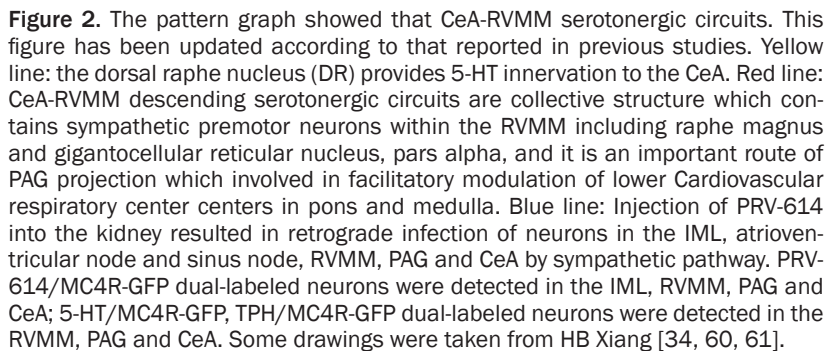 Figure 2. The pattern graph showed that CeA-RVMM serotonergic circuits. This
figure has been updated according to that reported in previous studies. Yellow
line: the dorsal raphe nucleus (DR) provides 5-HT innervation to the CeA. Red line:
CeA-RVMM descending serotonergic circuits are collective structure which con-
tains sympathetic premotor neurons within the RVMM including raphe magnus
and gigantocellular reticular nucleus, pars alpha, and it is an important route of
PAG projection which involved in facilitatory modulation of lower Cardiovascular
respiratory center centers in pons and medulla. Blue line: Injection of PRV-614
into the kidney resulted in retrograde infection of neurons in the IML, atrioven-
tricular node and sinus node, RVMM, PAG and CeA by sympathetic pathway. PRV-
614/MC4R-GFP dual-labeled neurons were detected in the IML, RVMM, PAG and
CeA; 5-HT/MC4R-GFP, TPH/MC4R-GFP dual-labeled neurons were detected in the
RVMM, PAG and CeA. Some drawings were taken from HB Xiang [34, 60, 61].